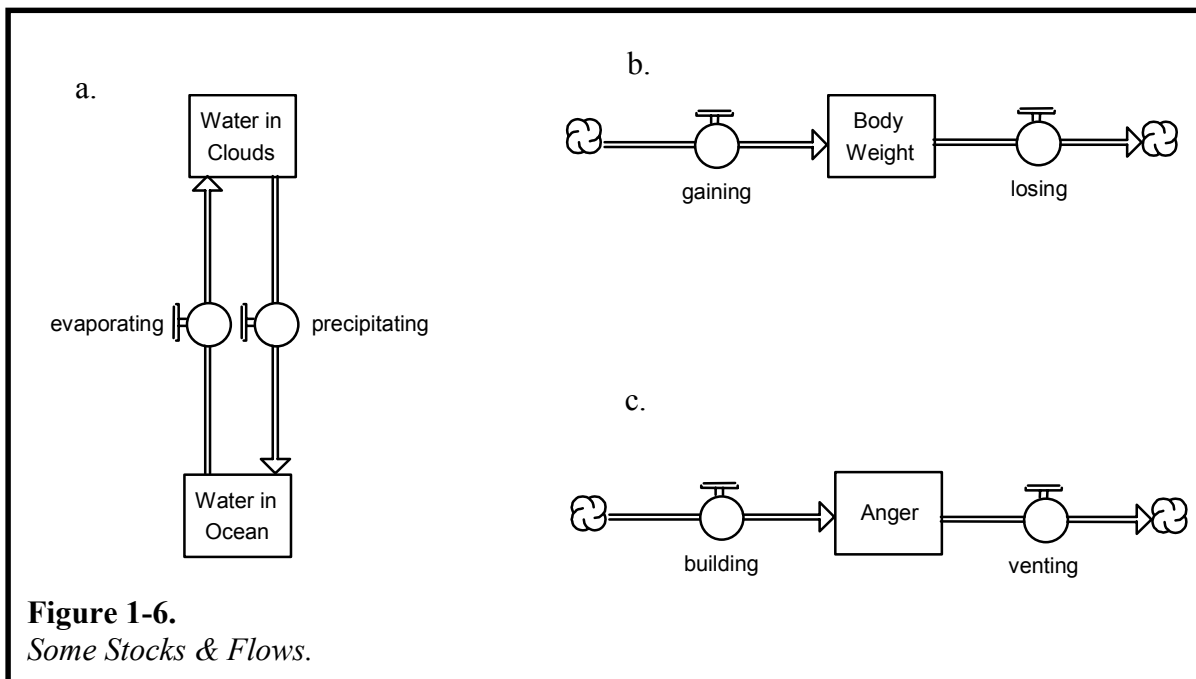 a.
Water in
Clouds
evaporating
precipitating
Water in
Ocean
b.
Body
Weight
gaining
losing
c.
Anger
building
venting
Figure 1-6.
Some Stocks & Flows.